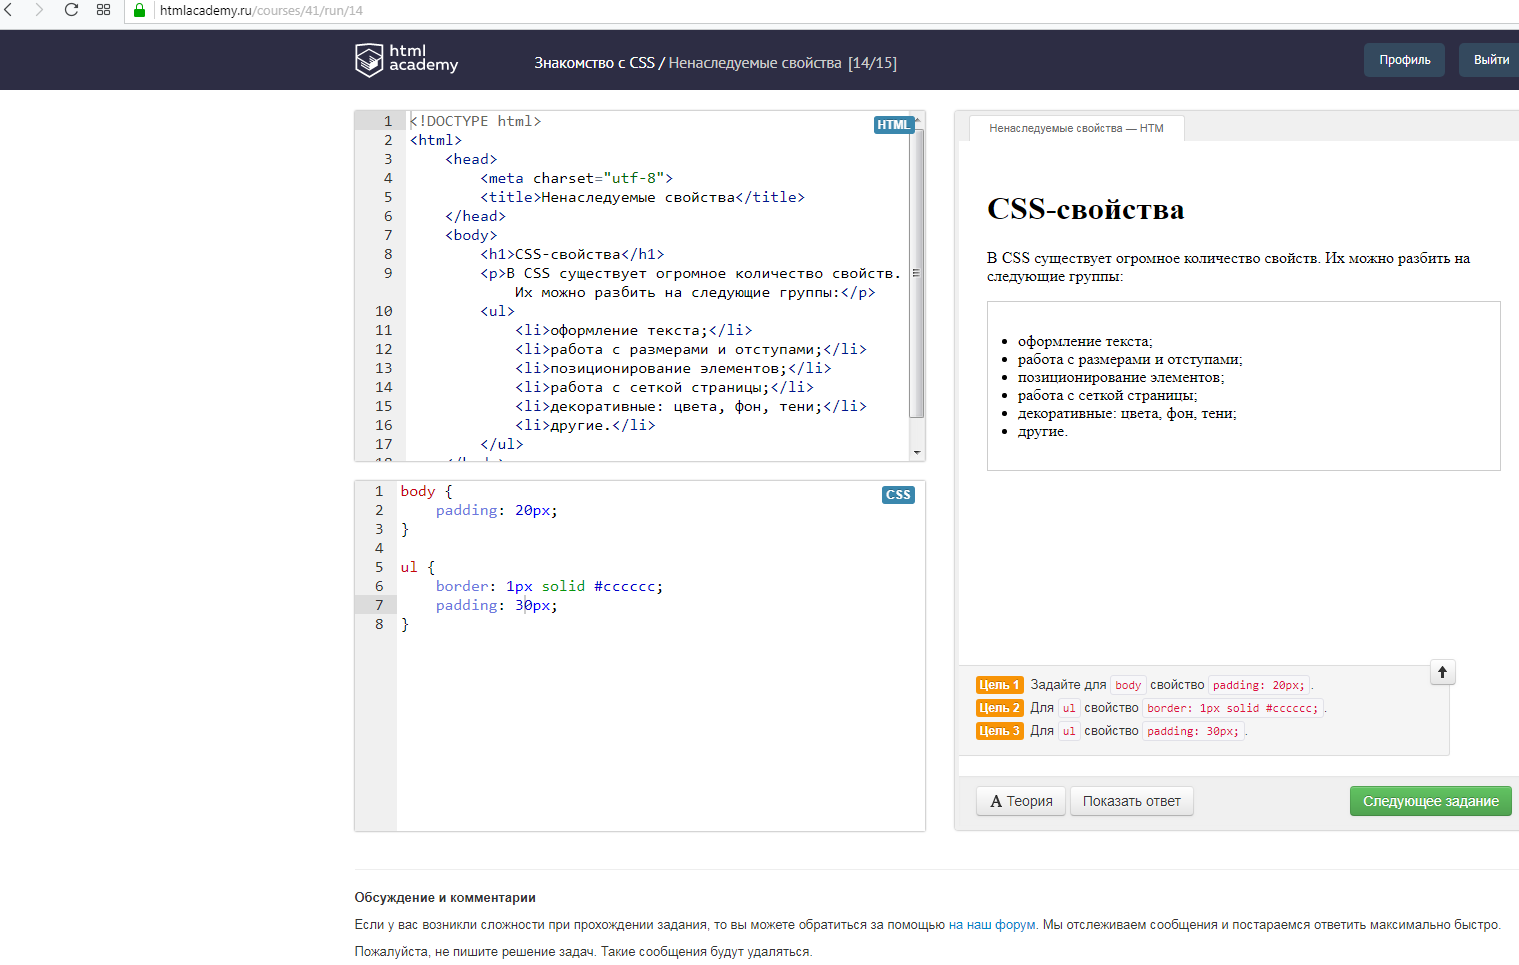 htmlacademy.ru/courses/41/run/14
html
academy
Знакомство с CSS / Ненаследуемые свойства [14/15]
Профиль
Выйти
HTML
1 <!DOCTYPE html>
2 <html>
3 <head>
4 <meta charset="utf-8">
5 <title>Ненаследуемые свойства</title>
6 </head>
7 <body>
8 <h1>CSS-свойства</h1>
9 <p>В CSS существует огромное количество свойств.
Их можно разбить на следующие группы:</p>
10 <ul>
11 <li>оформление текста;</li>
12 <li>работа с размерами и отступами;</li>
13 <li>позиционирование элементов;</li>
14 <li>работа с сеткой страницы;</li>
15 <li>декоративные: цвета, фон, тени;</li>
16 <li>другие.</li>
17 </ul>
CSS
1 body {
2 padding: 20px;
3 }
4
5 ul {
6 border: 1px solid #cccccc;
7 padding: 30px;
8 }
Ненаследуемые свойства — HTM
CSS-свойства
В CSS существует огромное количество свойств. Их можно разбить на
следующие группы:
• оформление текста;
• работа с размерами и отступами;
• позиционирование элементов;
• работа с сеткой страницы;
• декоративные: цвета, фон, тени;
• другие.
Цель 1 Задайте для body свойство padding: 20px; .
Цель 2 Для ul свойство border: 1px solid #cccccc; .
Цель 3 Для ul свойство padding: 30px; .
A Теория
Показать ответ
Следующее задание
Обсуждение и комментарии
Если у вас возникли сложности при прохождении задания, то вы можете обратиться за помощью на наш форум. Мы отслеживаем сообщения и постараемся ответить максимально быстро.
Пожалуйста, не пишите решение задач. Такие сообщения будут удаляться.